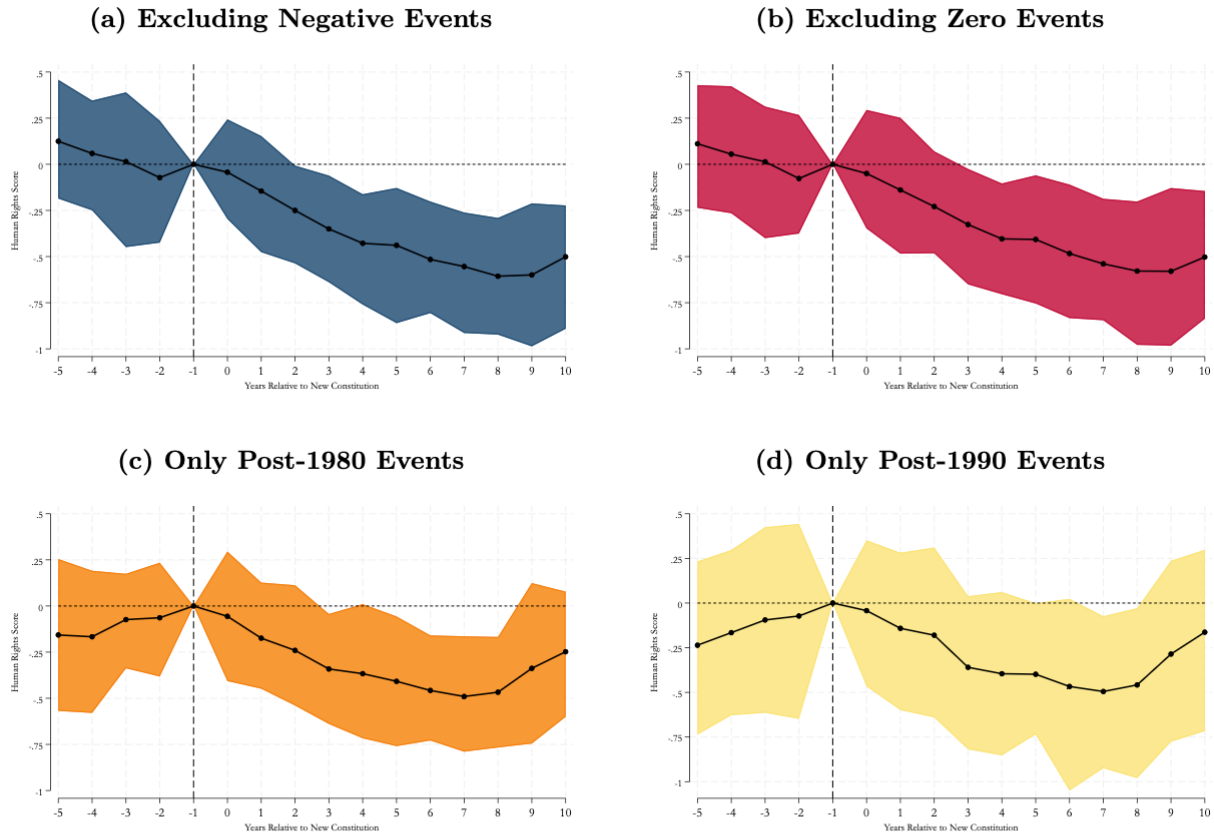 (a) Excluding Negative Events
.5
.25
0
-.25
-.5
-.75
-1
Human Rights Score
-5 -4 -3 -2 -1 0 1 2 3 4 5 6 7 8 9 10
Years Relative to New Constitution
(b) Excluding Zero Events
.5
.25
0
-.25
-.5
-.75
-1
Human Rights Score
-5 -4 -3 -2 -1 0 1 2 3 4 5 6 7 8 9 10
Years Relative to New Constitution
(c) Only Post-1980 Events
.5
.25
0
-.25
-.5
-.75
-1
Human Rights Score
-5 -4 -3 -2 -1 0 1 2 3 4 5 6 7 8 9 10
Years Relative to New Constitution
(d) Only Post-1990 Events
.5
.25
0
-.25
-.5
-.75
-1
Human Rights Score
-5 -4 -3 -2 -1 0 1 2 3 4 5 6 7 8 9 10
Years Relative to New Constitution